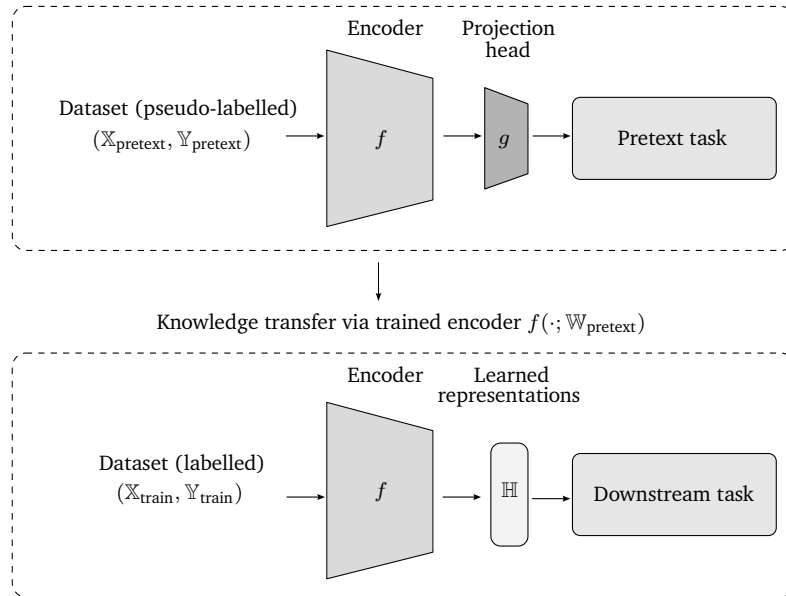 Encoder
Projection
head
Dataset (pseudo-labelled)
(𝕏pretext, 𝕐pretext)
f
g
Pretext task
Knowledge transfer via trained encoder f(·; 𝕎pretext)
Encoder
Learned
representations
Dataset (labelled)
(𝕏train, 𝕐train)
f
ℍ
Downstream task